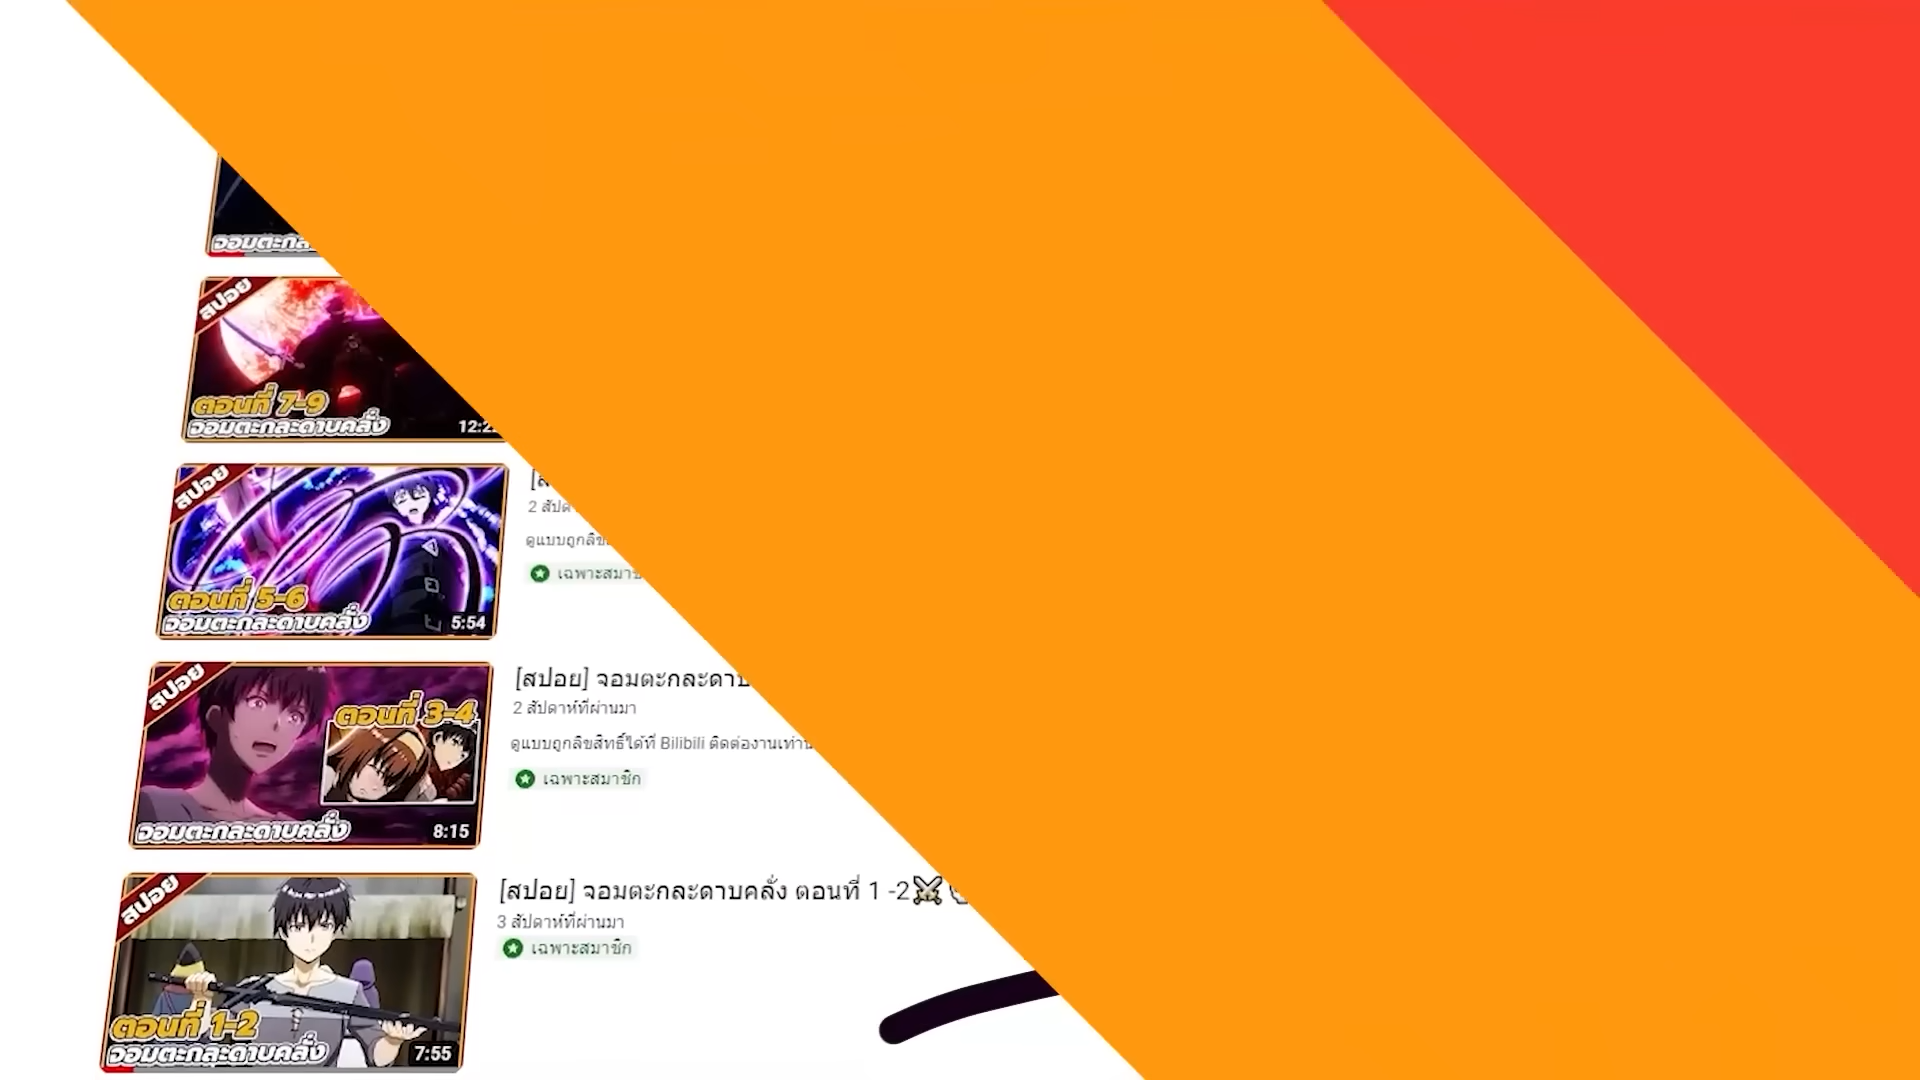 จอมตะกละ
สปอย
ตอนที่ 7-9
จอมตะกละดาบคลั่ง
สปอย
ตอนที่ 5-6
จอมตะกละดาบคลั่ง
5:54
2 สัปดา
ดูแบบถูกลิขสิ
เฉพาะสมาชิ
สปอย
ตอนที่ 3-4
จอมตะกละดาบคลั่ง
8:15
[สปอย] จอมตะกละดาบ
2 สัปดาห์ที่ผ่านมา
ดูแบบถูกลิขสิทธิ์ได้ที่ Bilibili ติดต่องานเท่านั
เฉพาะสมาชิก
สปอย
ตอนที่ 1-2
จอมตะกละดาบคลั่ง
7:55
[สปอย] จอมตะกละดาบคลั่ง ตอนที่ 1 -2⚔️
3 สัปดาห์ที่ผ่านมา
เฉพาะสมาชิก